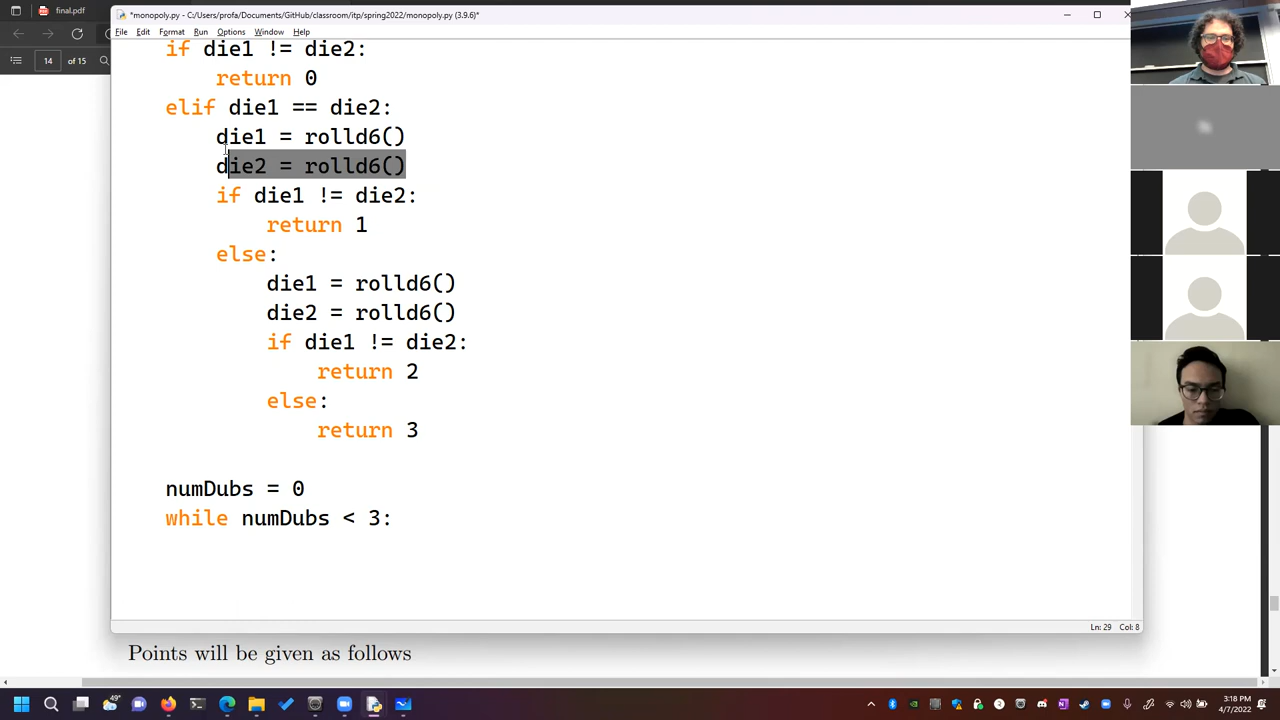 final.pdf
*monopoly.py - C:/Users/profa/Documents/GitHub/classroom/itp/spring2022/monopoly.py (3.9.6)*
File Edit Format Run Options Window Help
14 of 15
if die1 != die2:
return 0
elif die1 == die2:
die1 = rolld6()
die2 = rolld6()
if die1 != die2:
return 1
else:
die1 = rolld6()
die2 = rolld6()
if die1 != die2:
return 2
else:
return 3
numDubs = 0
while numDubs < 3:
Ln: 29 Col: 8
Points will be given as follows
49°
3:18 PM
4/7/2022